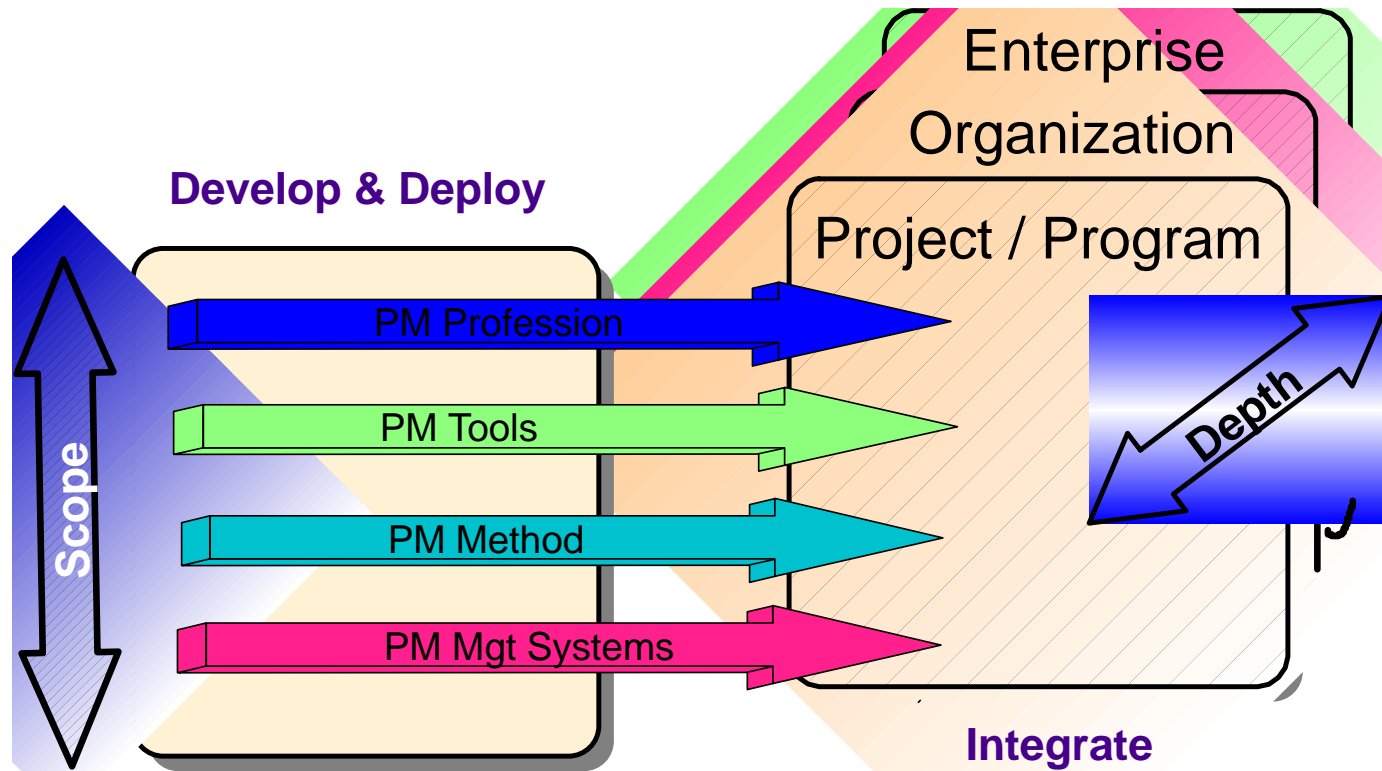 Enterprise
Organization
Develop & Deploy
Project / Program
PM Profession
PM Tools
Depth
Scope
PM Method
PM Mgt Systems
Integrate